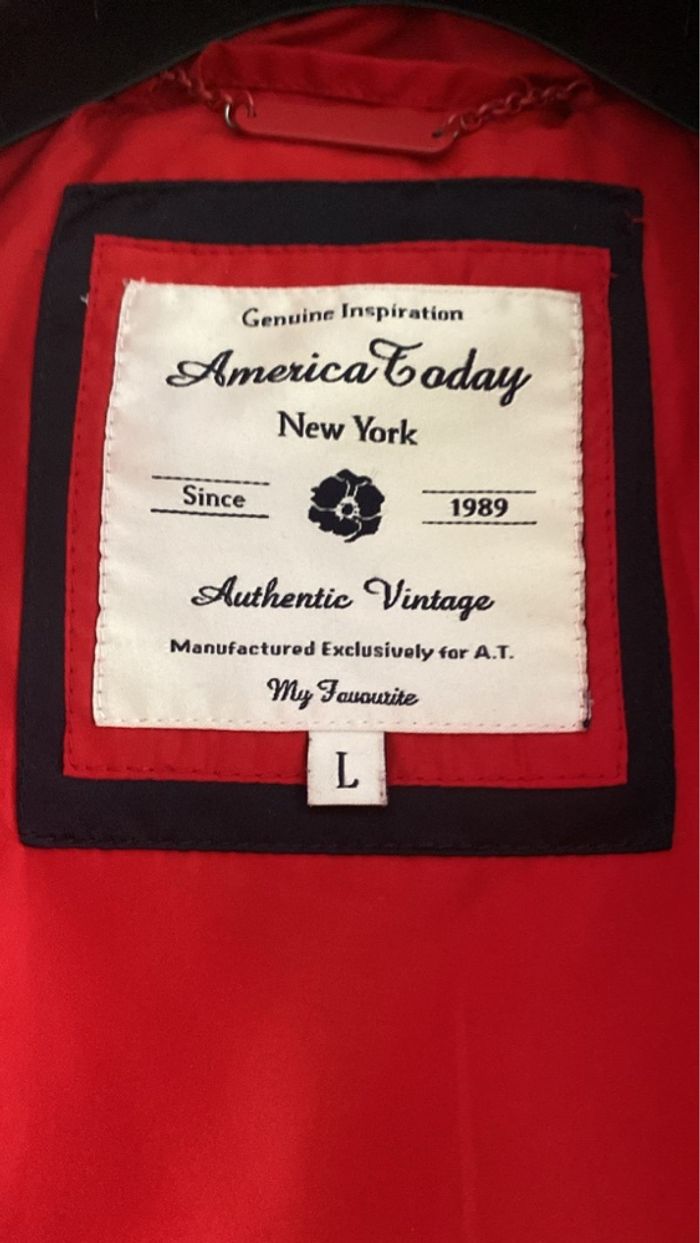 Genuine Inspiration
America Today
New York
Since 1989
Authentic Vintage
Manufactured Exclusively for A.T.
My Favourite
L